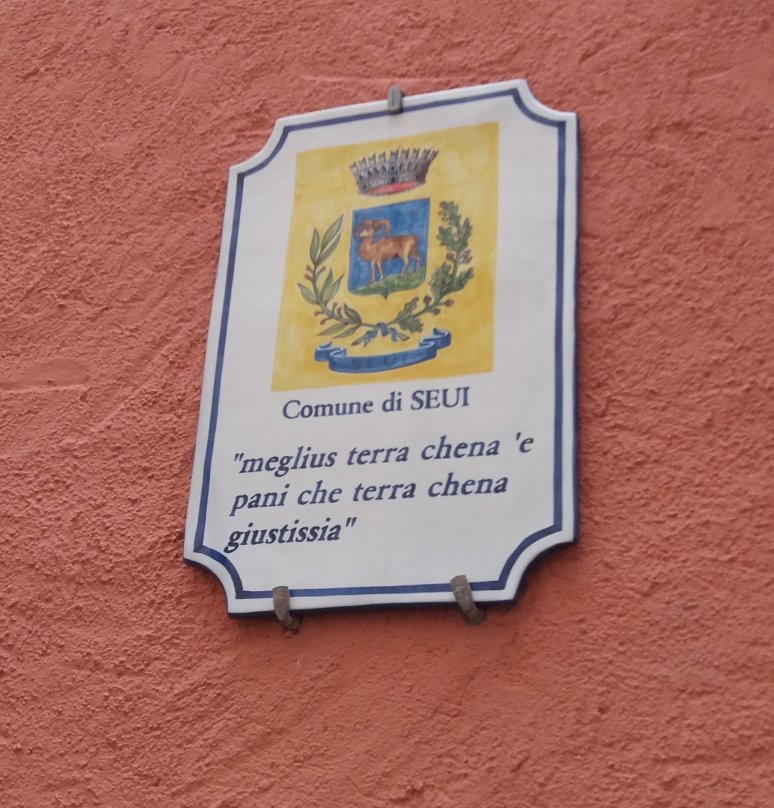 SEUI
Comune di SEUI
"meglius terra chena 'e
pani che terra chena
giustissia"